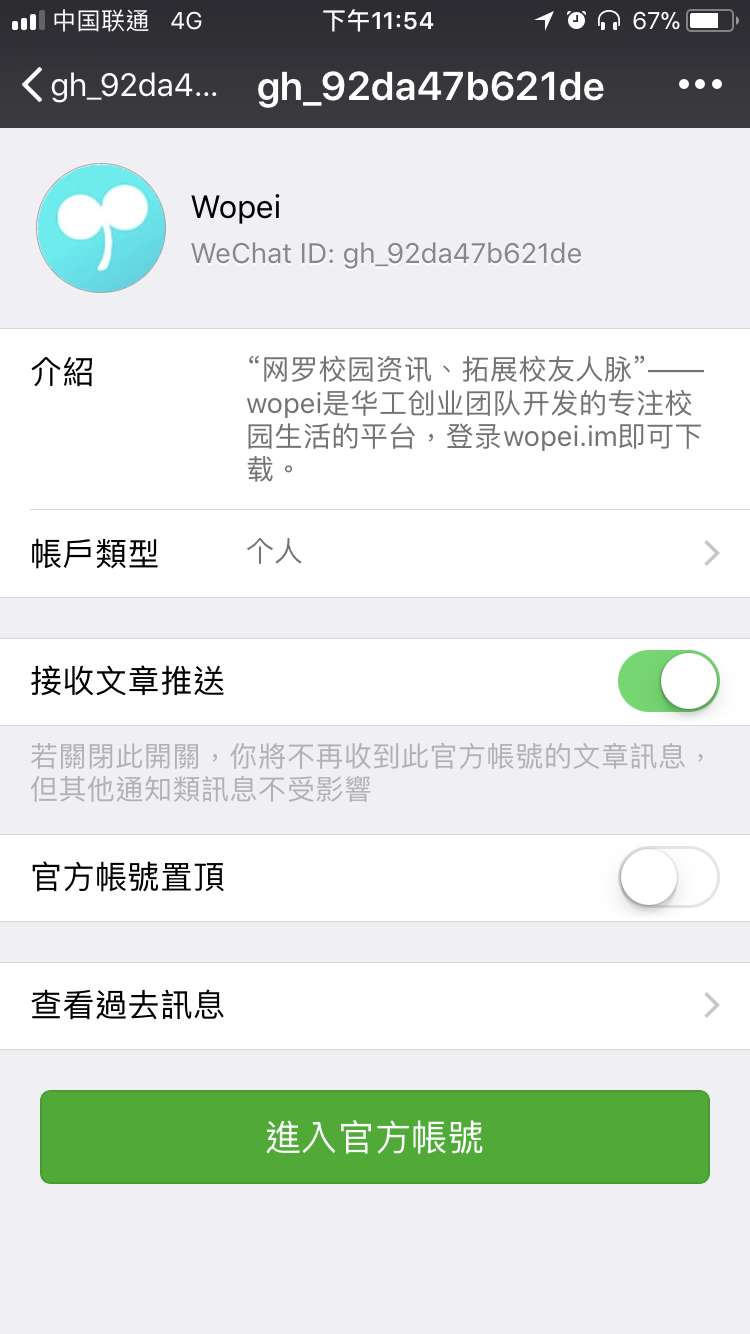 中国联通 4G 下午11:54 67%
gh_92da4... gh_92da47b621de
Wopei
WeChat ID: gh_92da47b621de
介紹
“网罗校园资讯、拓展校友人脉”——
wopei是华工创业团队开发的专注校
园生活的平台，登录wopei.im即可下
载。
帳戶類型 个人
接收文章推送
若關閉此開關，你將不再收到此官方帳號的文章訊息，
但其他通知類訊息不受影響
官方帳號置頂
查看過去訊息
進入官方帳號